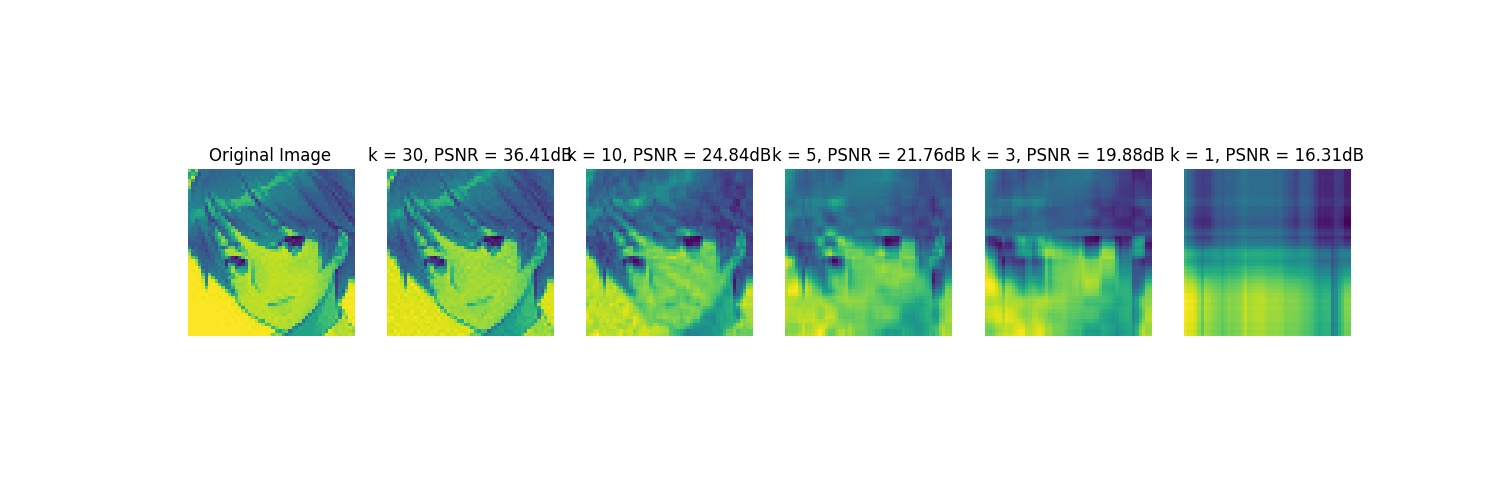 Original Image
k = 30, PSNR = 36.41dB
k = 10, PSNR = 24.84dB
k = 5, PSNR = 21.76dB
k = 3, PSNR = 19.88dB
k = 1, PSNR = 16.31dB